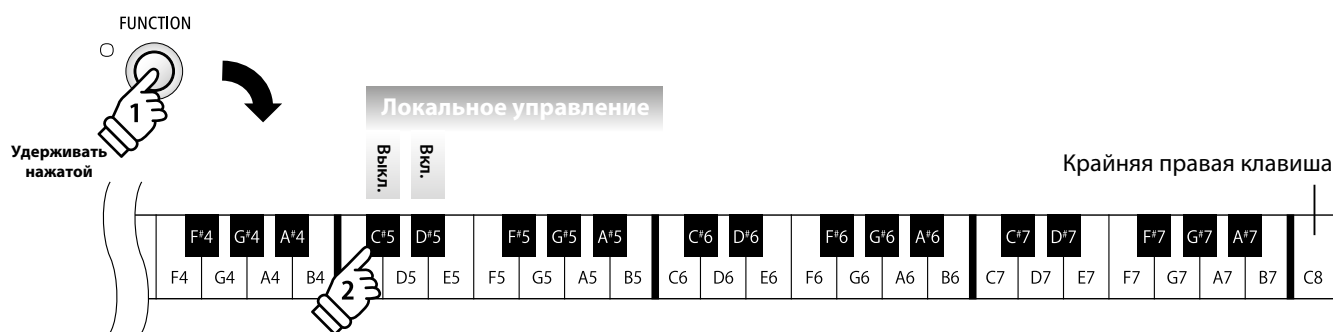 FUNCTION
1
Удерживать
нажатой
Локальное управление
Выкл.
Вкл.
Крайняя правая клавиша
F#4 G#4 A#4 C#5 D#5 F#5 G#5 A#5 C#6 D#6 F#6 G#6 A#6 C#7 D#7 F#7 G#7 A#7
F4 G4 A4 B4 D5 E5 F5 G5 A5 B5 C6 D6 E6 F6 G6 A6 B6 C7 D7 E7 F7 G7 A7 B7 C8
2